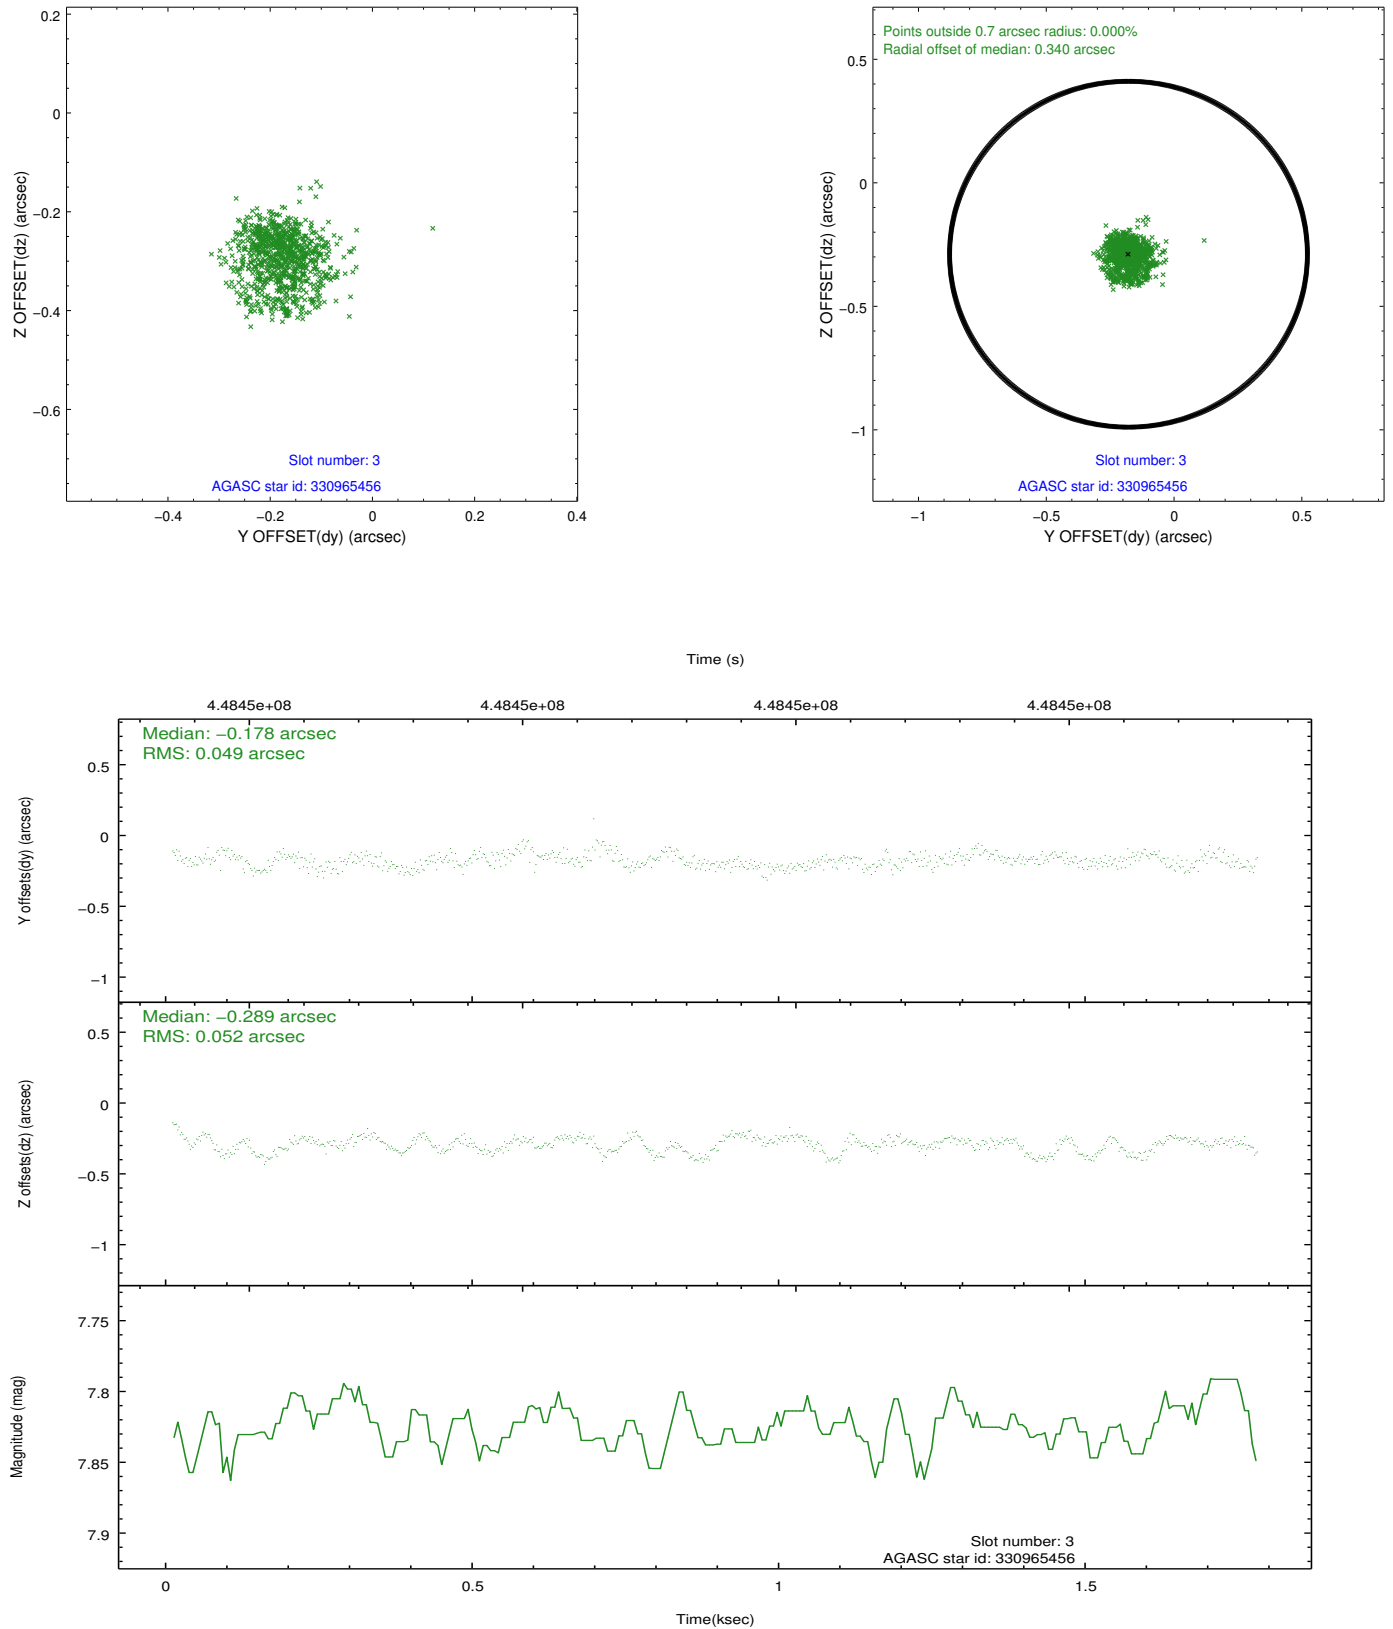 0.2
0
−0.2
−0.4
−0.6
Z OFFSET(dz) (arcsec)
Slot number: 3
AGASC star id: 330965456
−0.4
−0.2
0
0.2
0.4
Y OFFSET(dy) (arcsec)
Points outside 0.7 arcsec radius: 0.000%
Radial offset of median: 0.340 arcsec
0.5
0
−0.5
−1
Z OFFSET(dz) (arcsec)
Slot number: 3
AGASC star id: 330965456
−1
−0.5
0
0.5
Y OFFSET(dy) (arcsec)
Time (s)
4.4845e+08
4.4845e+08
4.4845e+08
4.4845e+08
Median: −0.178 arcsec
RMS: 0.049 arcsec
0.5
0
−0.5
−1
Y offsets(dy) (arcsec)
Median: −0.289 arcsec
RMS: 0.052 arcsec
0.5
0
−0.5
−1
Z offsets(dz) (arcsec)
7.75
7.8
7.85
7.9
Magnitude (mag)
Slot number: 3
AGASC star id: 330965456
0
0.5
1
1.5
Time(ksec)